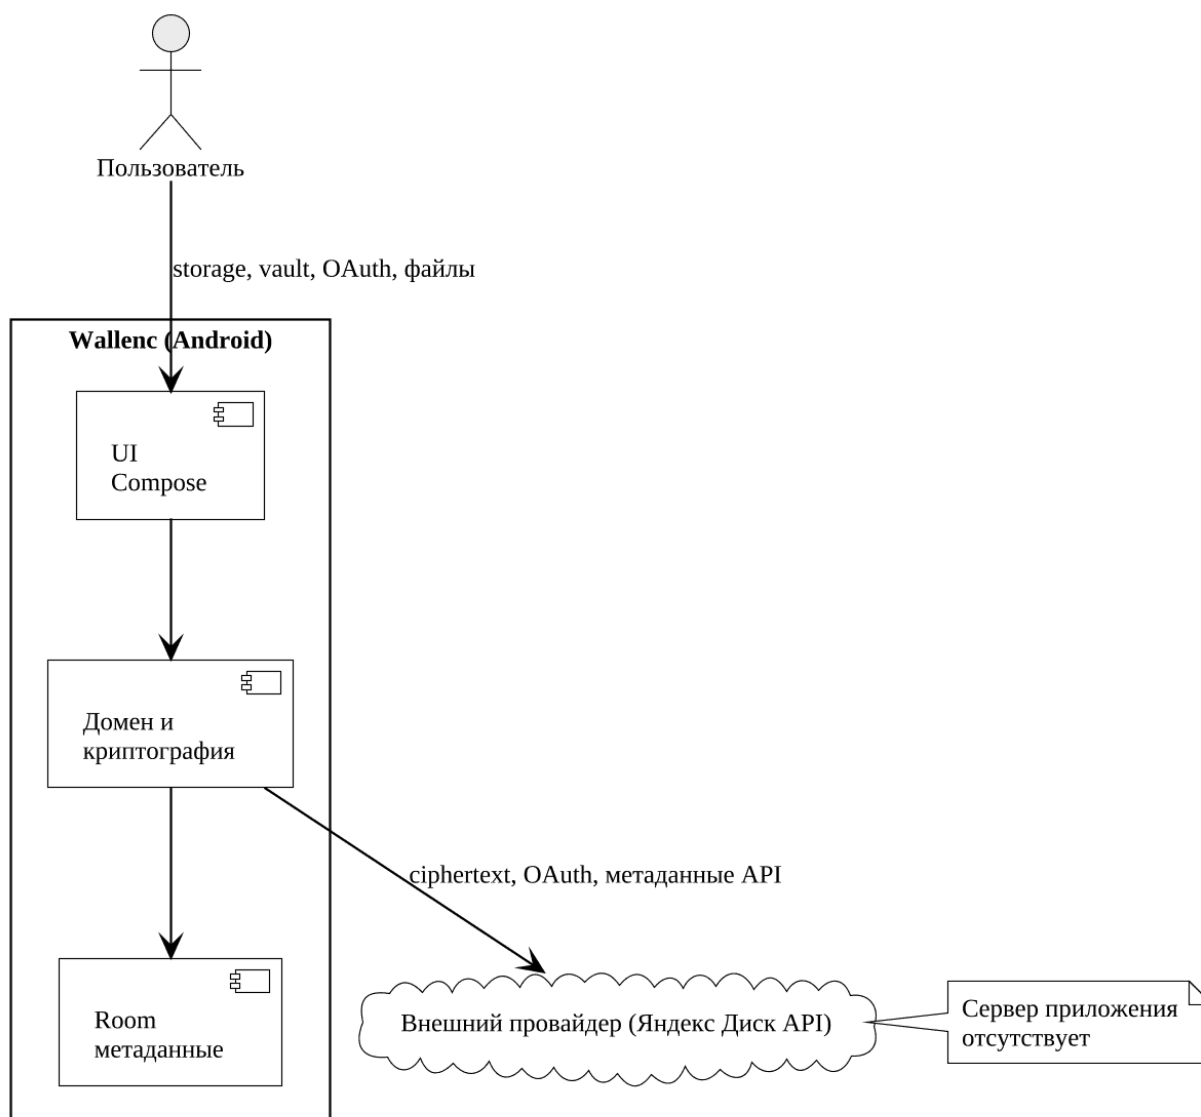 Пользователь
storage, vault, OAuth, файлы
Wallenc (Android)
UI
Compose
Домен и
криптография
ciphertext, OAuth, метаданные API
Room
метаданные
Внешний провайдер (Яндекс Диск API)
Сервер приложения
отсутствует